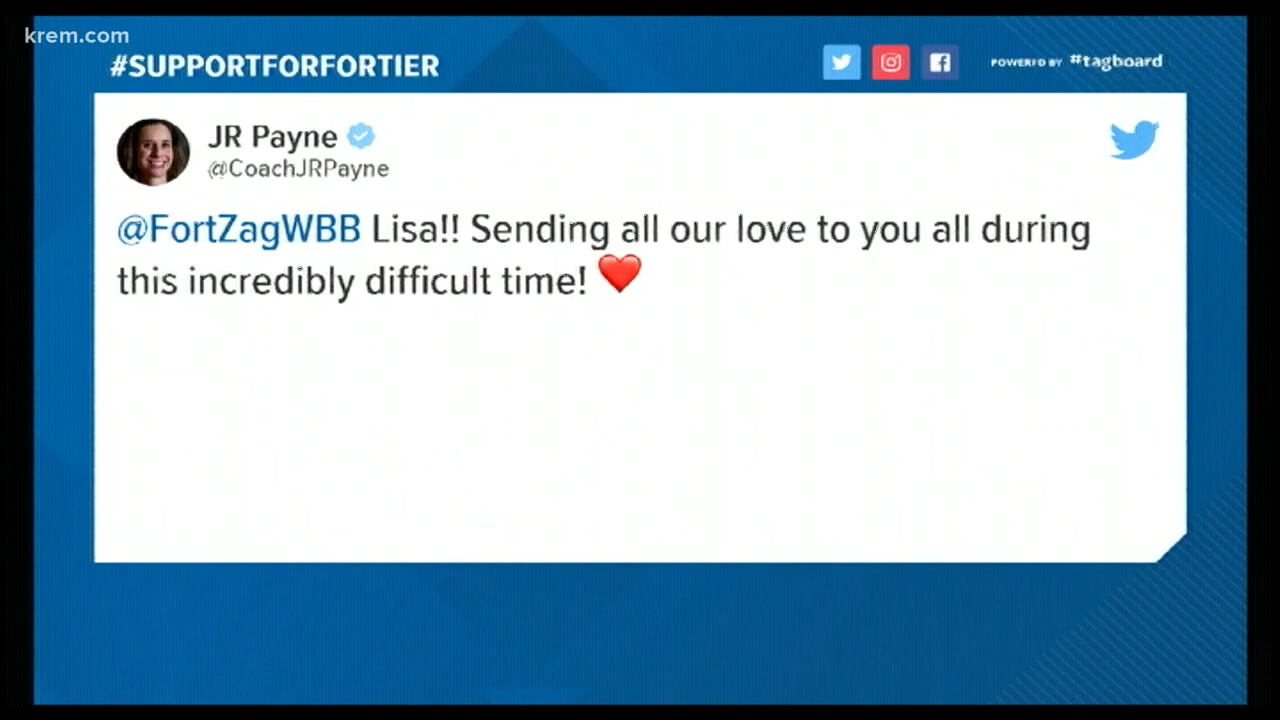 krem.com
#SUPPORTFORFORTIER
POWERED BY #tagboard
JR Payne
@CoachJRPayne
@FortZagWBB Lisa!! Sending all our love to you all during
this incredibly difficult time! ❤️